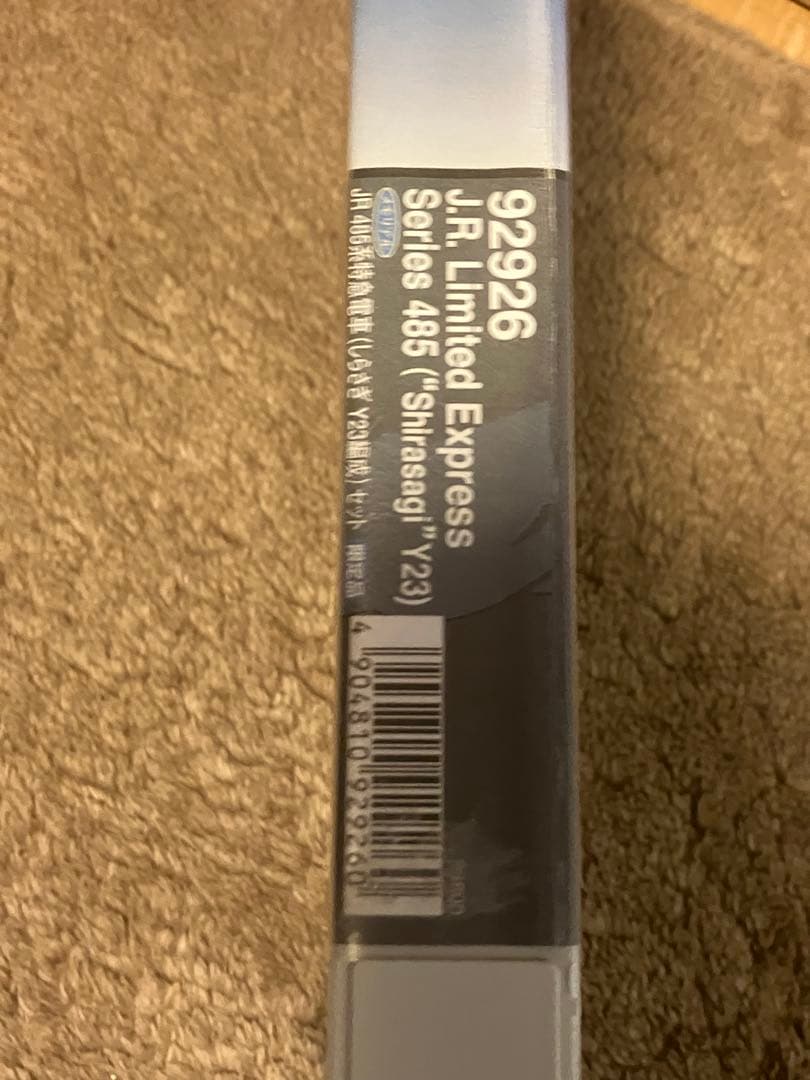 92926
J.R. Limited Express
Series 485 ("Shirasagi" Y23)
JR 485系特急電車(しらさぎ Y23編成)セット 限定品
4 904810 929260